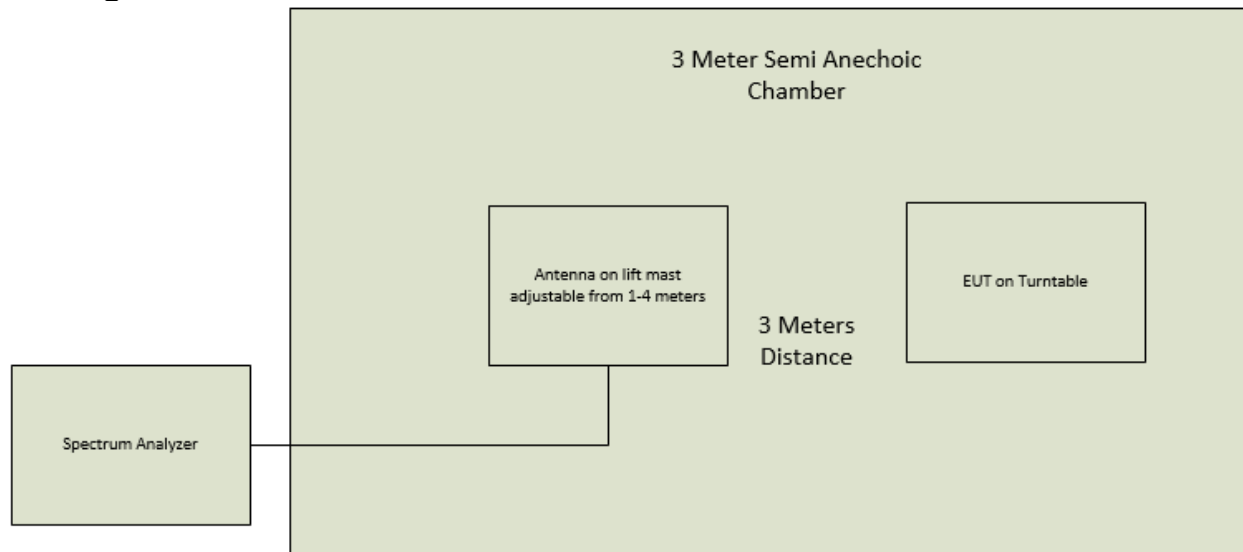 3 Meter Semi Anechoic
Chamber
Antenna on lift mast
adjustable from 1-4 meters
EUT on Turntable
3 Meters
Distance
Spectrum Analyzer